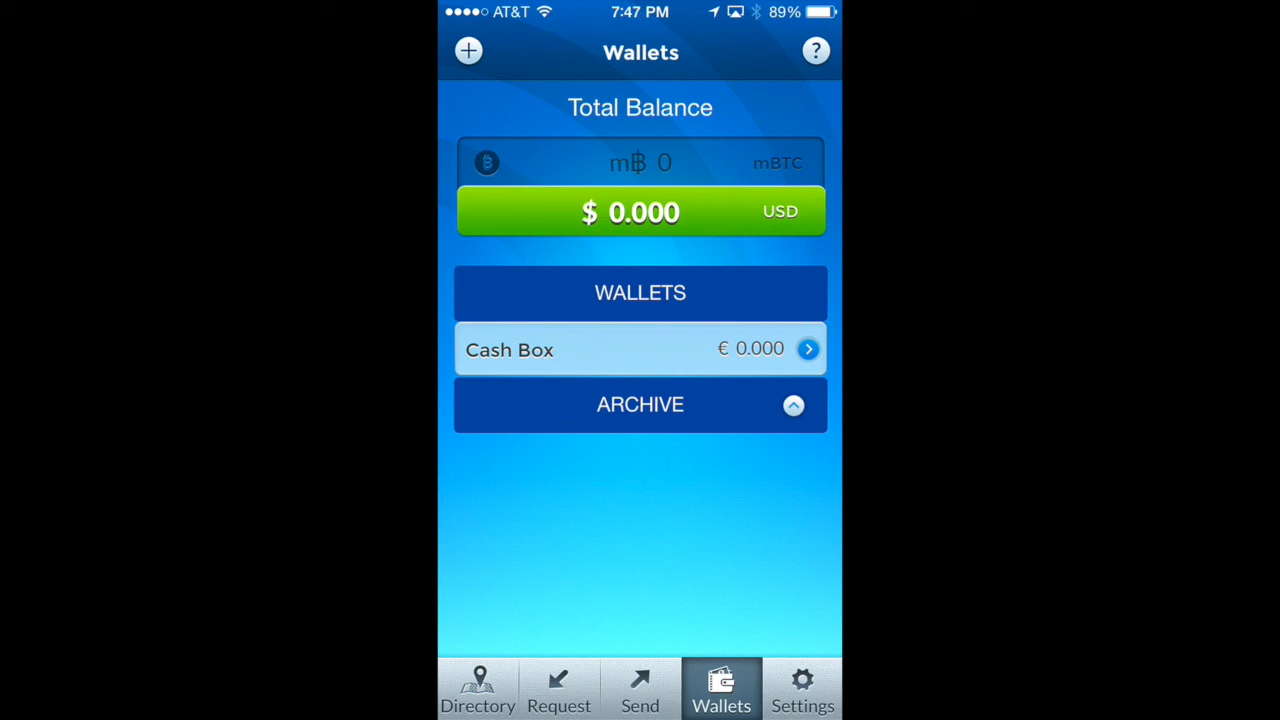 AT&T 7:47 PM 89%
+ Wallets ?
Total Balance
m฿ 0 mBTC
$ 0.000 USD
WALLETS
Cash Box € 0.000
ARCHIVE
Directory Request Send Wallets Settings